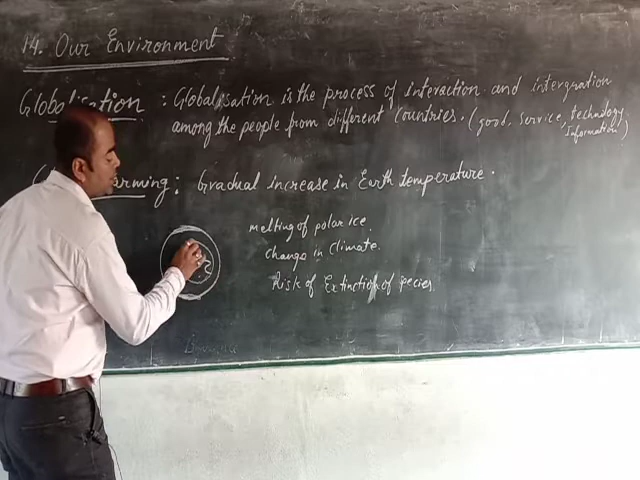 14. Our Environment
Globalisation : Globalisation is the process of interaction and intergration
among the people from different Countries. (good, service, technology
Information)
G arming : Gradual increase in Earth temperature.
melting of polar ice.
change in Climate.
Risk of Extinction of species.